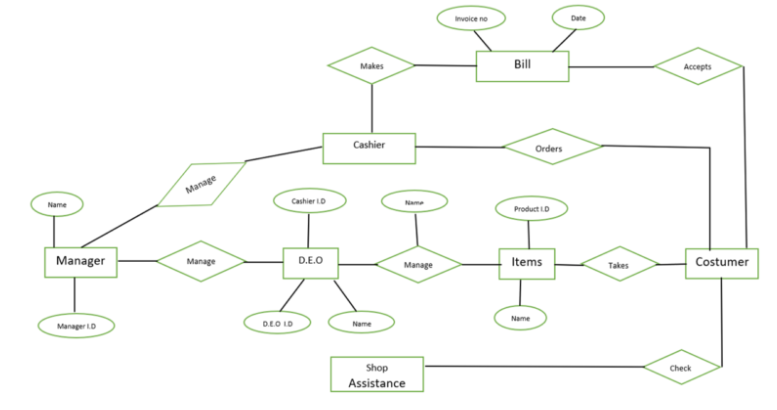 Invoice no
Date
Makes
Bill
Accepts
Cashier
Orders
Manage
Name
Cashier I.D
Name
Product I.D
Manager
Manage
D.E.O
Manage
Items
Takes
Costumer
Manager I.D
D.E.O I.D
Name
Name
Shop
Assistance
Check